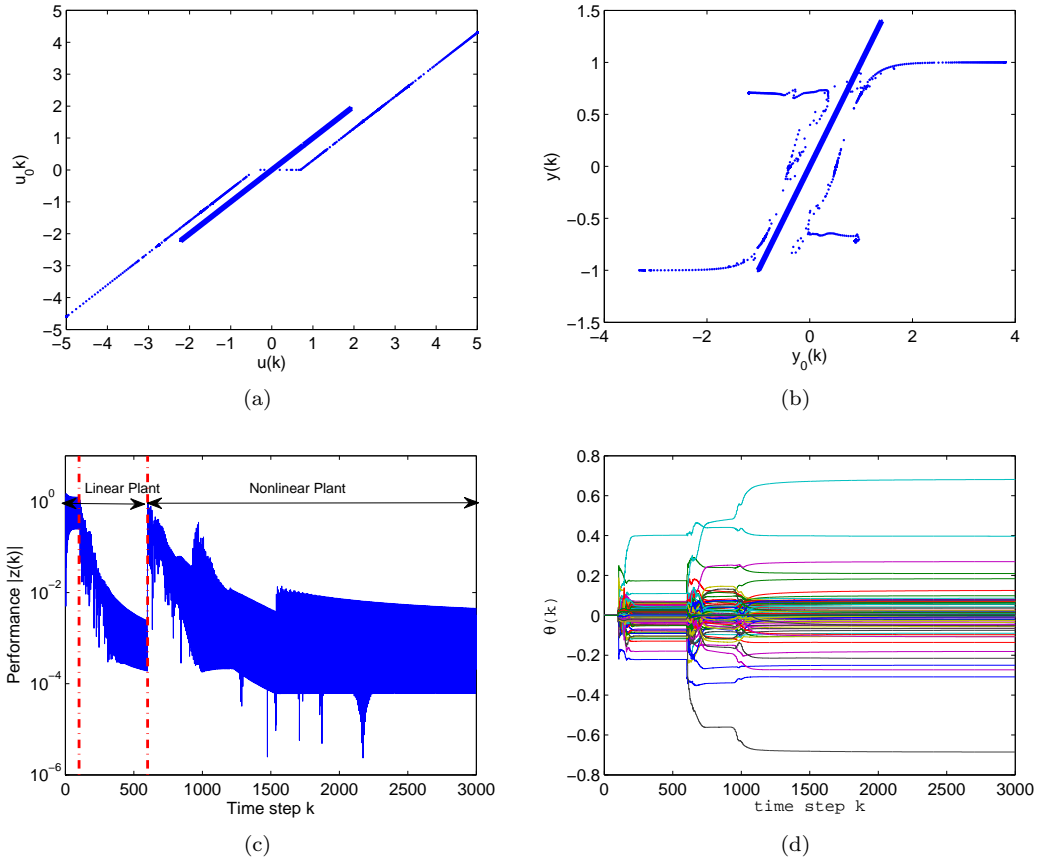 5
4
3
2
1
0
−1
−2
−3
−4
−5
−5 −4 −3 −2 −1 0 1 2 3 4 5
u(k)
u0k)
(a)
1.5
1
0.5
0
−0.5
−1
−1.5
−4 −2 0 2 4
y0(k)
y(k)
(b)
10^0
10^−2
10^−4
10^−6
Linear Plant
Nonlinear Plant
0 500 1000 1500 2000 2500 3000
Time step k
Performance |z(k)|
(c)
0.8
0.6
0.4
0.2
0
−0.2
−0.4
−0.6
−0.8
0 500 1000 1500 2000 2500 3000
time step k
θ(k)
(d)